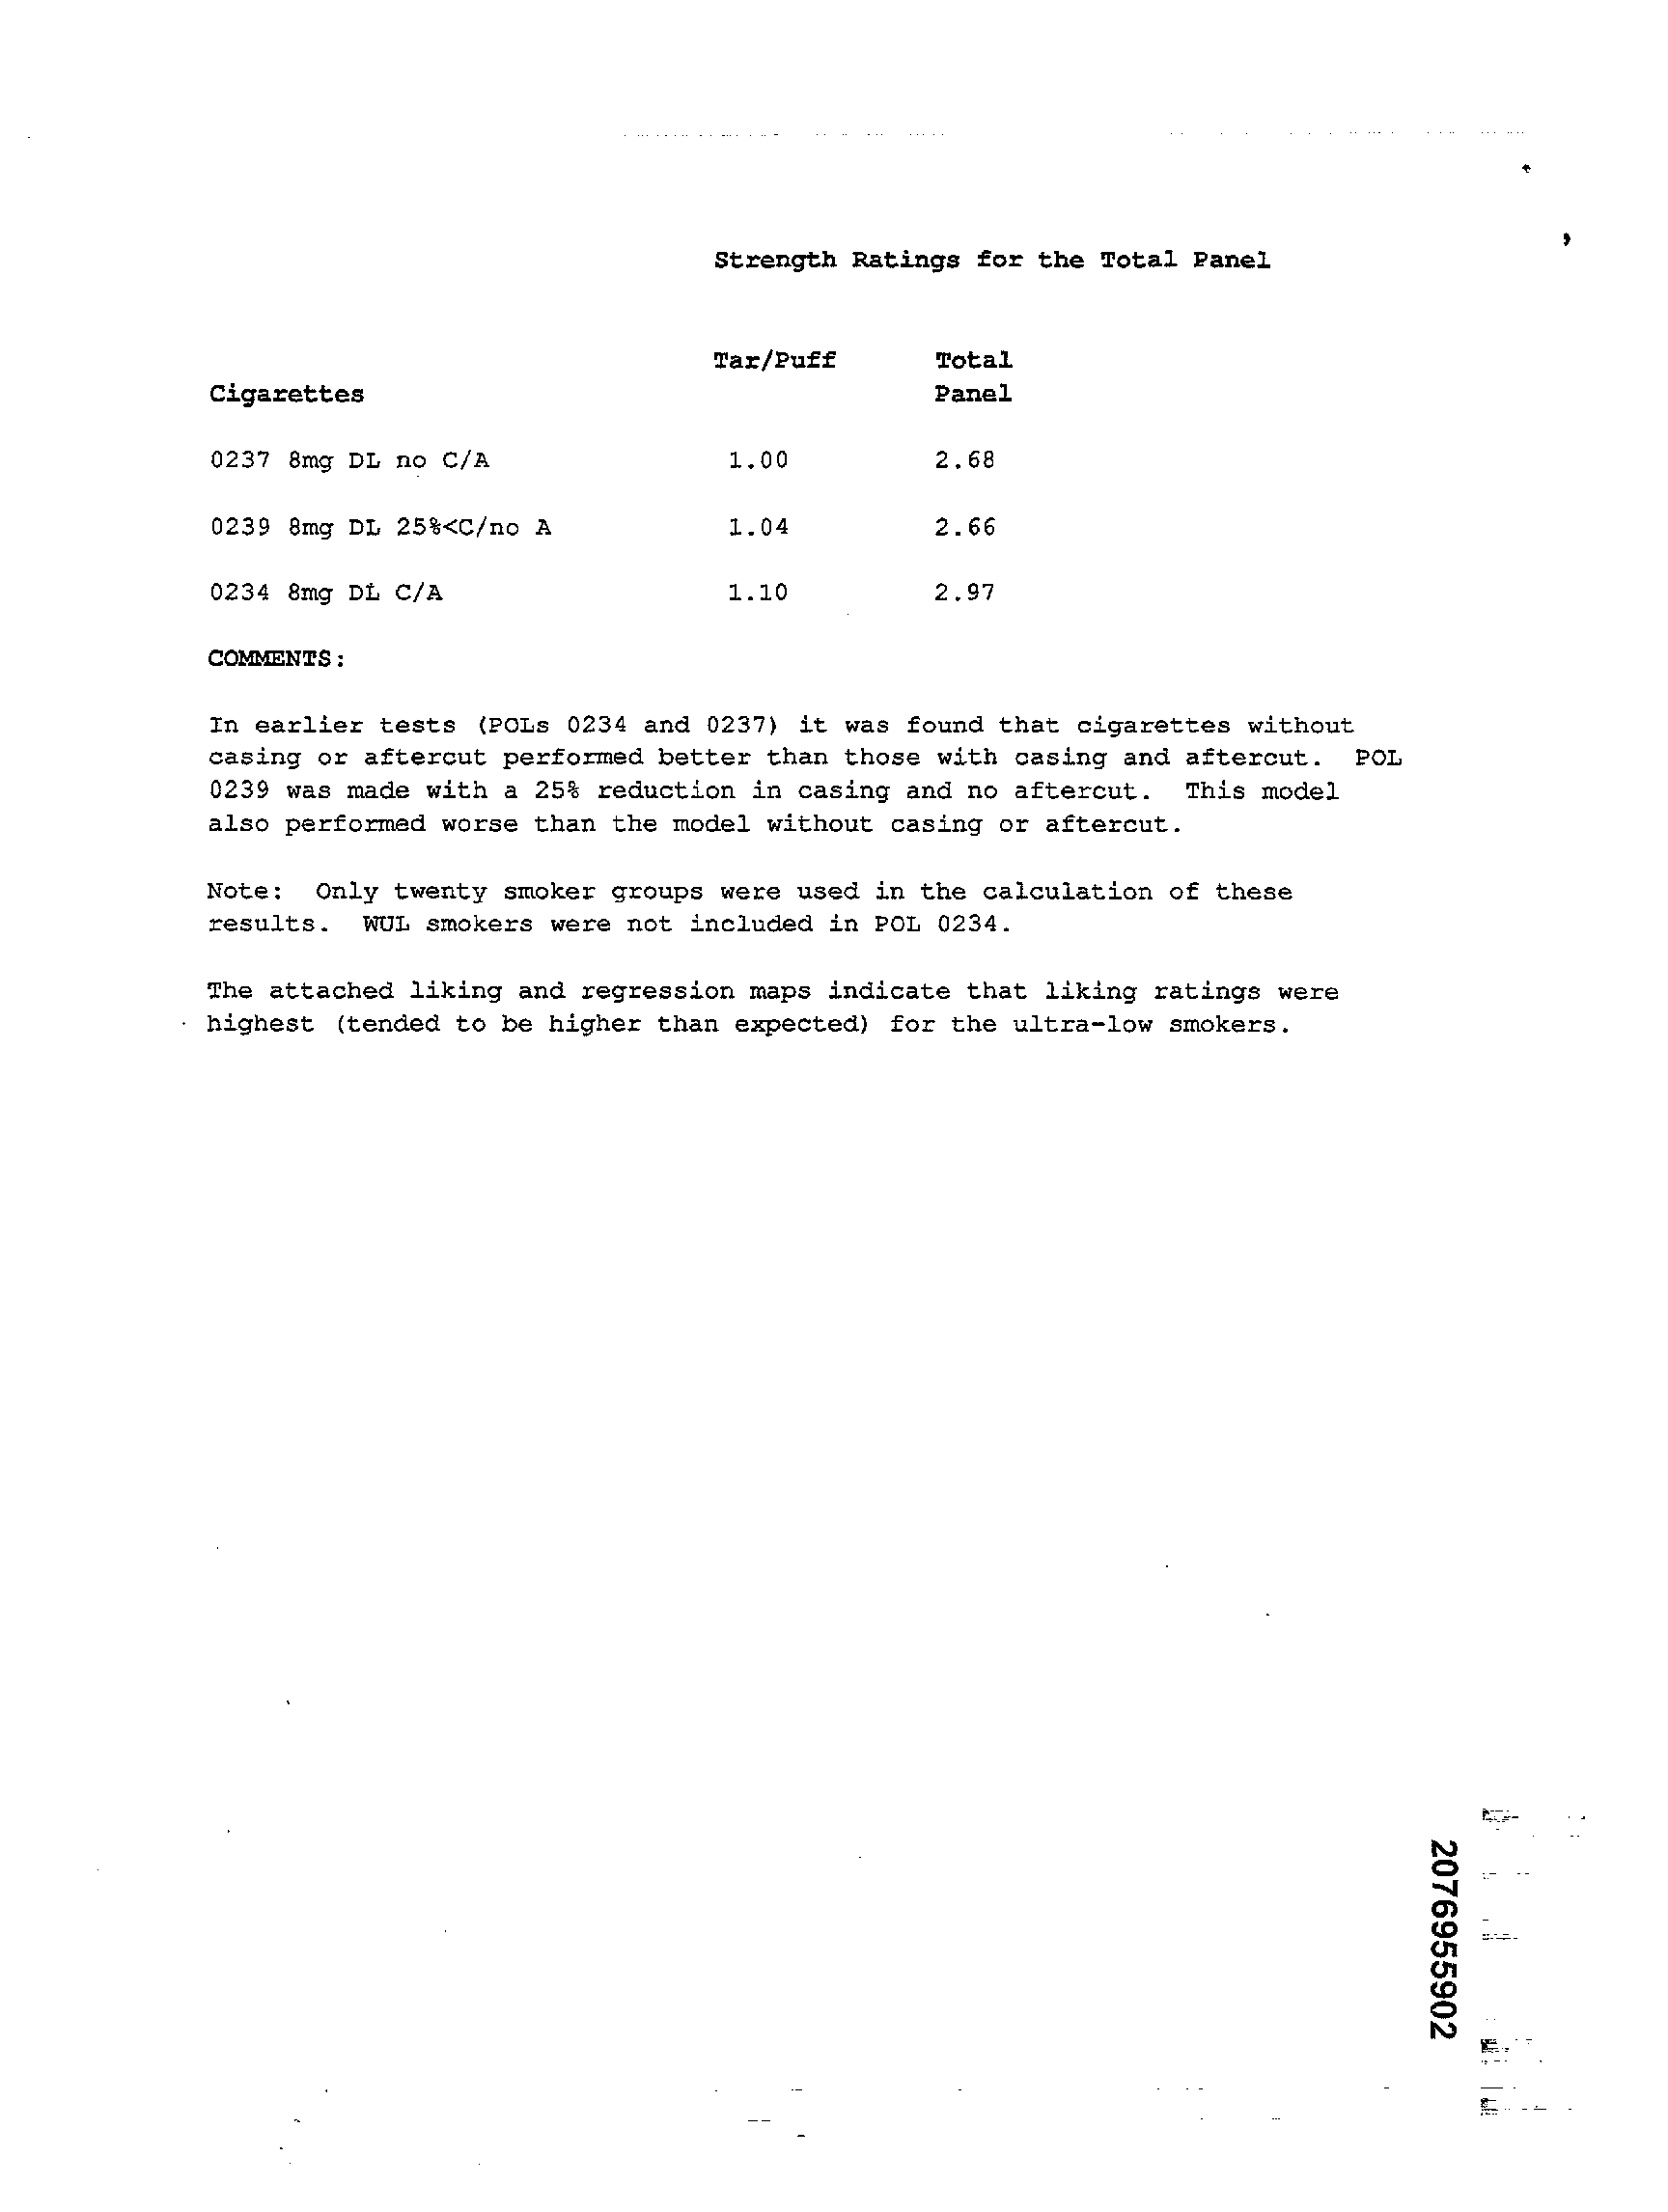 Strength Ratings for the Total Panel
Tar/Puff Total
Cigarettes Panel
0237 8mg DL no C/A 1.00 2.68
0239 8mg DL 25%<C/no A 1.04 2.66
0234 8mg DL C/A 1.10 2.97
COMMENTS:
In earlier tests (POLs 0234 and 0237) it was found that cigarettes without
casing or aftercut performed better than those with casing and aftercut. POL
0239 was made with a 25% reduction in casing and no aftercut. This model
also performed worse than the model without casing or aftercut.
Note: Only twenty smoker groups were used in the calculation of these
results. WUL smokers were not included in POL 0234.
The attached liking and regression maps indicate that liking ratings were
highest (tended to be higher than expected) for the ultra-low smokers.
2076955902